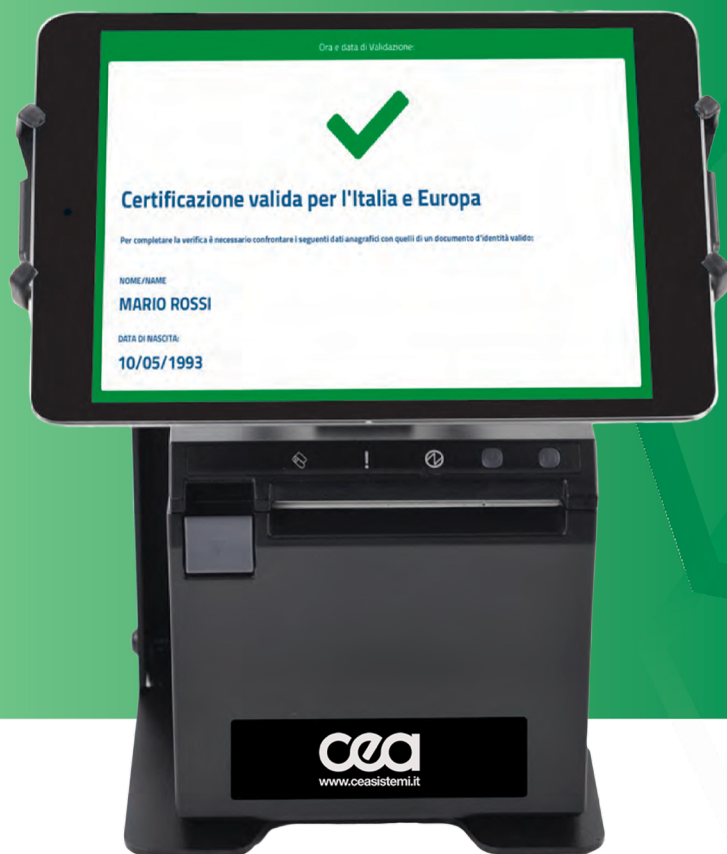 Ora e data di Validazione:
Certificazione valida per l'Italia e Europa
Per completare la verifica è necessario confrontare i seguenti dati anagrafici con quelli di un documento d'identità valido:
NOME/NAME
MARIO ROSSI
DATA DI NASCITA:
10/05/1993
cea
www.ceasistemi.it